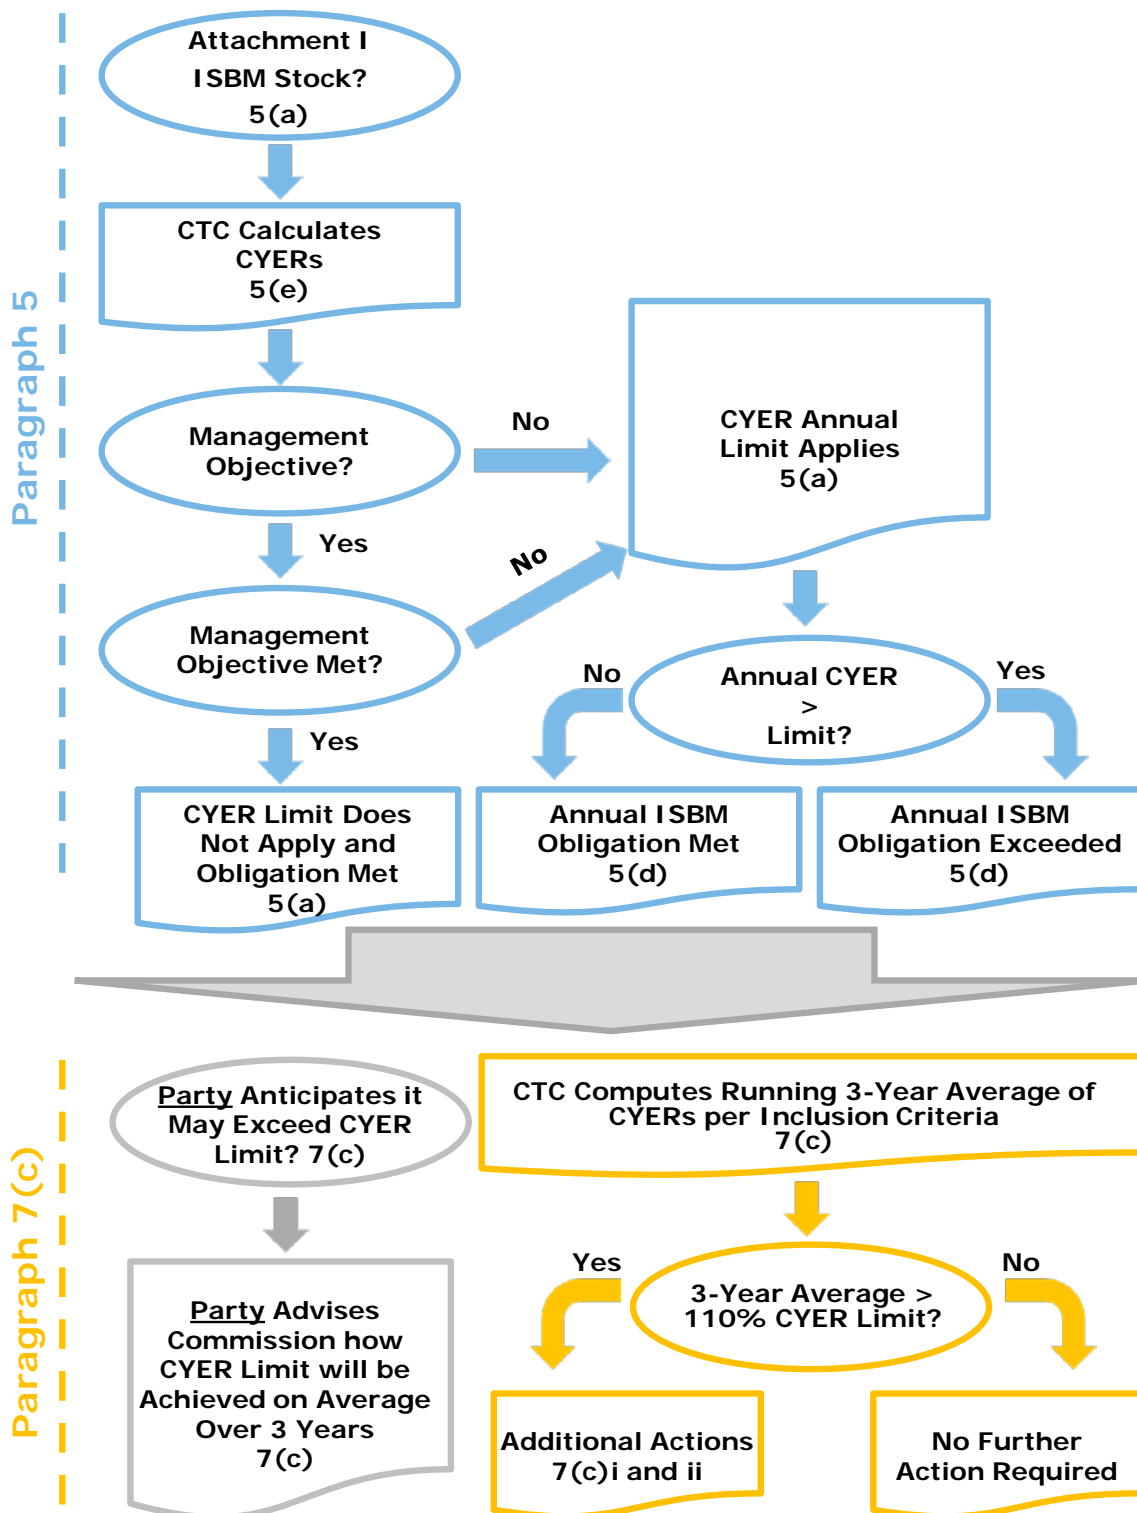 Paragraph 5
Attachment I
ISBM Stock?
5(a)
CTC Calculates
CYERs
5(e)
Management
Objective?
No
CYER Annual
Limit Applies
5(a)
Yes
No
Management
Objective Met?
Yes
Annual CYER
>
Limit?
No
Yes
CYER Limit Does
Not Apply and
Obligation Met
5(a)
Annual ISBM
Obligation Met
5(d)
Annual ISBM
Obligation Exceeded
5(d)
Paragraph 7(c)
Party Anticipates it
May Exceed CYER
Limit? 7(c)
CTC Computes Running 3-Year Average of
CYERs per Inclusion Criteria
7(c)
Party Advises
Commission how
CYER Limit will be
Achieved on Average
Over 3 Years
7(c)
Yes
No
3-Year Average >
110% CYER Limit?
Additional Actions
7(c)i and ii
No Further
Action Required